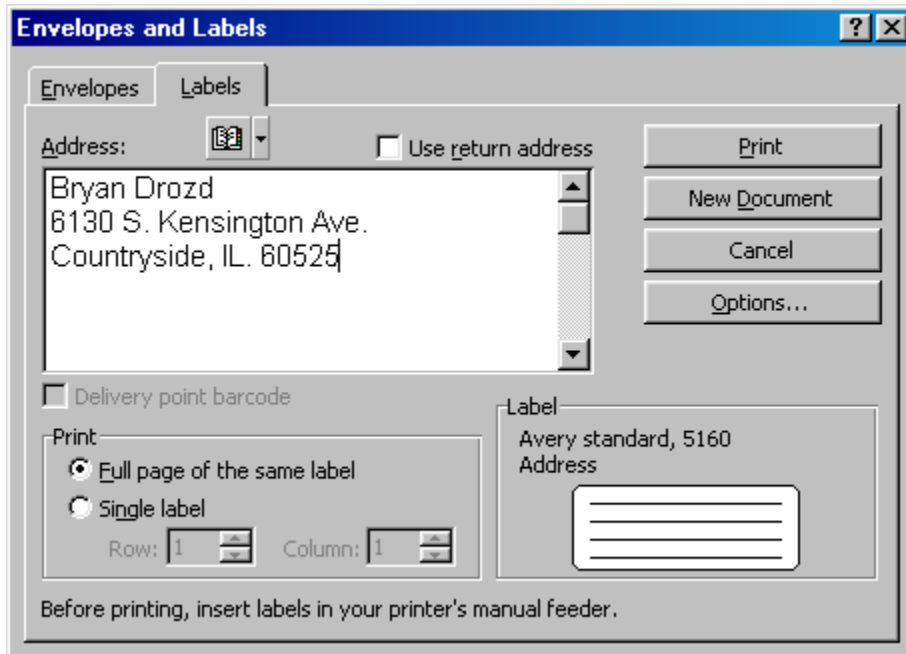 Envelopes and Labels
Envelopes
Labels
Address:
Use return address
Bryan Drozd
6130 S. Kensington Ave.
Countryside, IL. 60525
Print
New Document
Cancel
Options...
Delivery point barcode
Print
Full page of the same label
Single label
Row: 1
Column: 1
Label
Avery standard, 5160
Address
Before printing, insert labels in your printer's manual feeder.